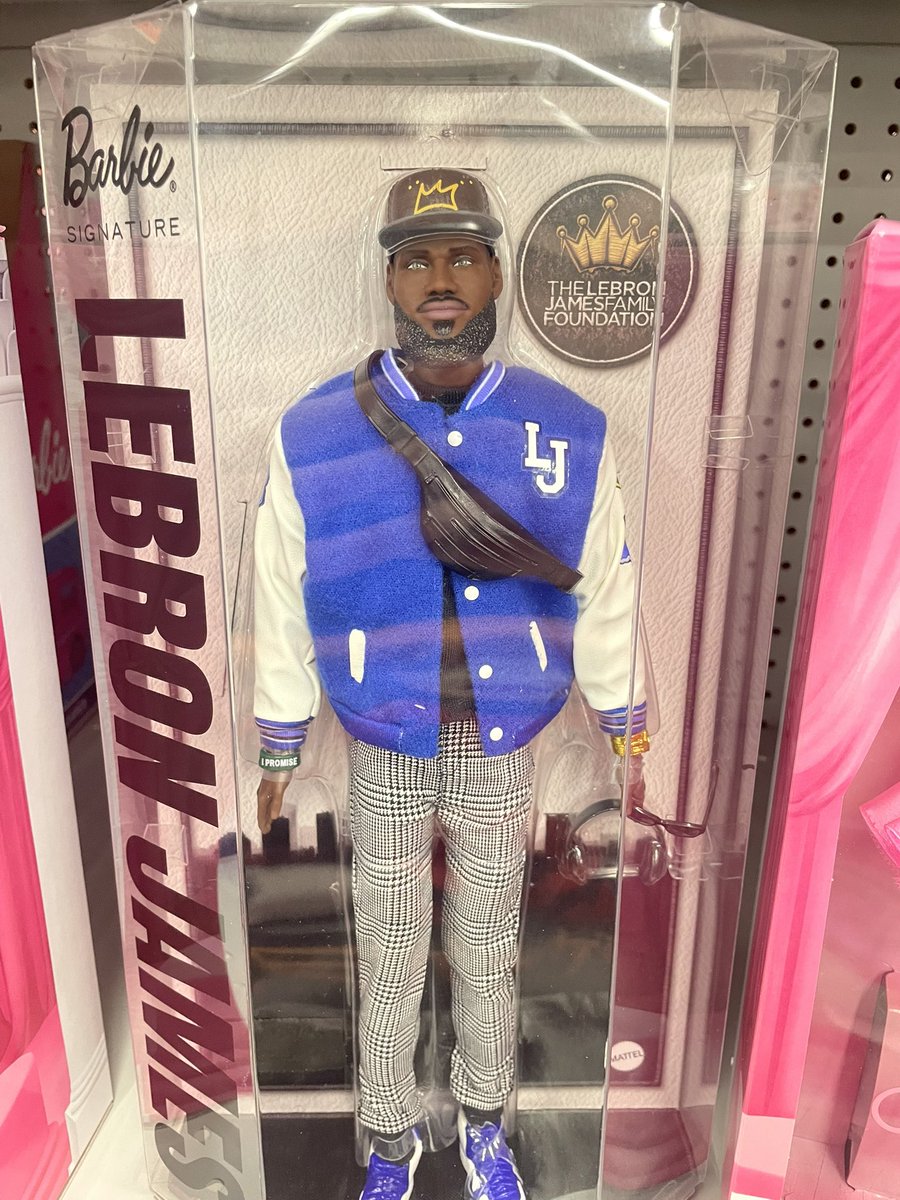 Barbie®
SIGNATURE
LEBRON JAMES
THE LEBRON
JAMES FAMILY
FOUNDATION
LJ
I PROMISE
MATTEL